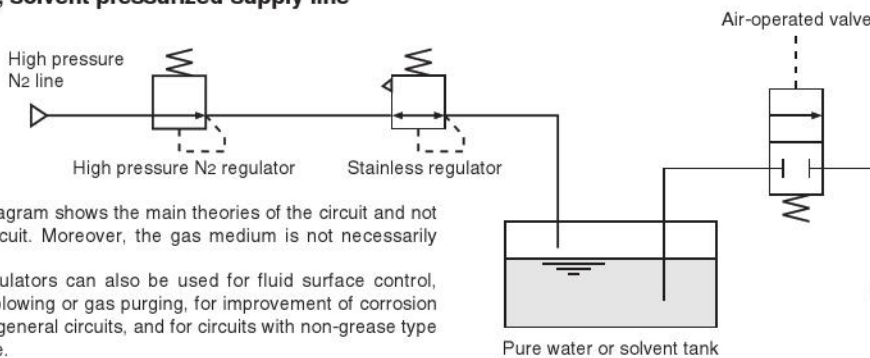 solvent pressurized supply line
Air-operated valve
High pressure
N2 line
High pressure N2 regulator
Stainless regulator
agram shows the main theories of the circuit and not
cuit. Moreover, the gas medium is not necessarily
ulators can also be used for fluid surface control,
blowing or gas purging, for improvement of corrosion
general circuits, and for circuits with non-grease type
e.
Pure water or solvent tank